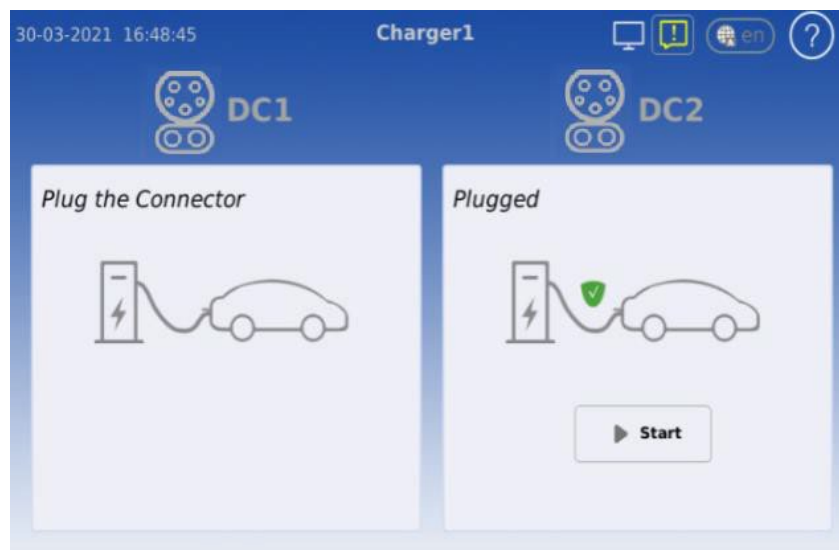 30-03-2021 16:48:45
Charger1
en
?
DC1
DC2
Plug the Connector
Plugged
Start